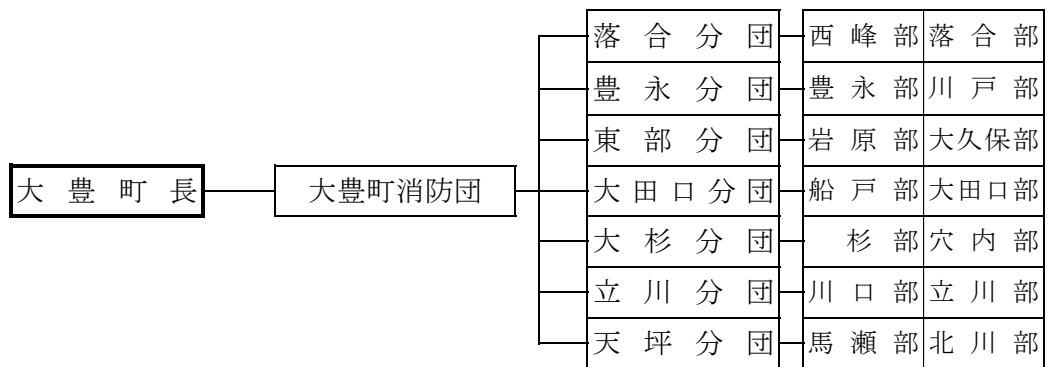 落合分団 西峰部 落合部
豊永分団 豊永部 川戸部
東部分団 岩原部 大久保部
大豊町長 大豊町消防団 大田口分団 船戸部 大田口部
大杉分団 杉部 穴内部
立川分団 川口部 立川部
天坪分団 馬瀬部 北川部